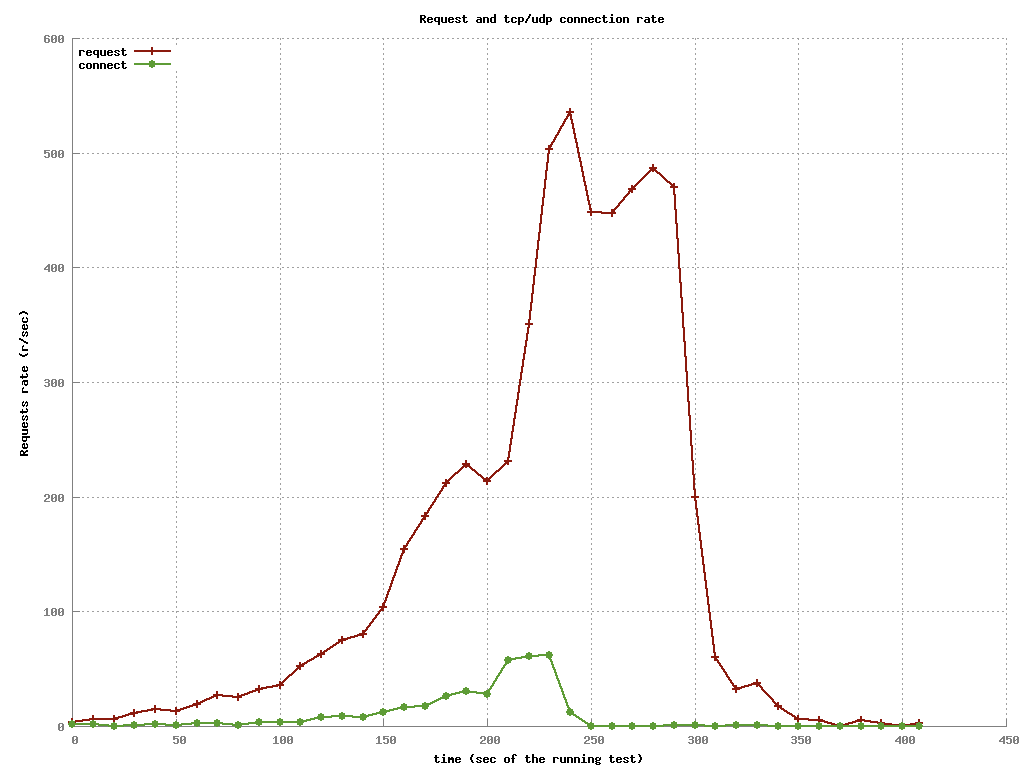 Request and tcp/udp connection rate
600
request
connect
500
400
300
200
100
0
Requests rate (r/sec)
0 50 100 150 200 250 300 350 400 450
time (sec of the running test)